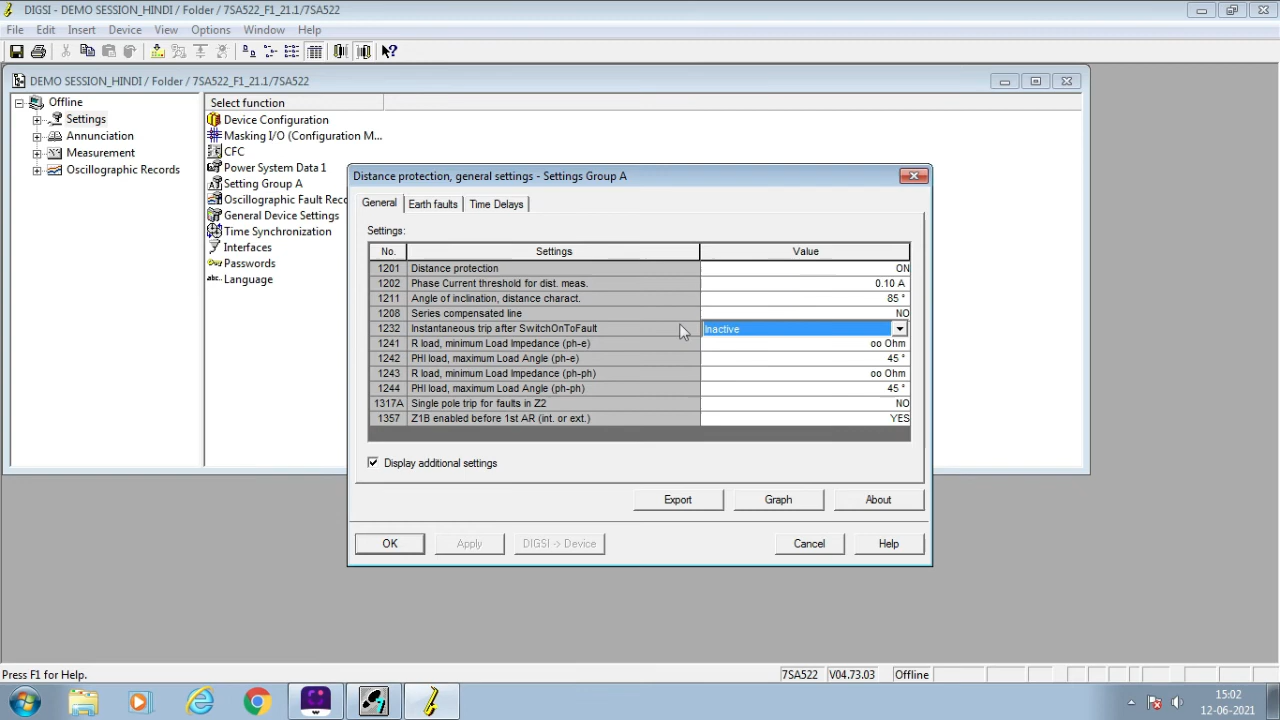 DIGSI - DEMO SESSION_HINDI / Folder / 7SA522_F1_21.1/7SA522
File Edit Insert Device View Options Window Help
DEMO SESSION_HINDI / Folder / 7SA522_F1_21.1/7SA522
Offline
Settings
Annunciation
Measurement
Oscillographic Records
Select function
Device Configuration
Masking I/O (Configuration M...
CFC
Power System Data 1
Setting Group A
Oscillographic Fault Reco
General Device Settings
Time Synchronization
Interfaces
Passwords
Language
Distance protection, general settings - Settings Group A
General Earth faults Time Delays
Settings:
No. Settings Value
1201 Distance protection ON
1202 Phase Current threshold for dist. meas. 0.10 A
1211 Angle of inclination, distance charact. 85 °
1208 Series compensated line NO
1232 Instantaneous trip after SwitchOnToFault Inactive
1241 R load, minimum Load Impedance (ph-e) oo Ohm
1242 PHI load, maximum Load Angle (ph-e) 45 °
1243 R load, minimum Load Impedance (ph-ph) oo Ohm
1244 PHI load, maximum Load Angle (ph-ph) 45 °
1317A Single pole trip for faults in Z2 NO
1357 Z1B enabled before 1st AR (int. or ext.) YES
Display additional settings
Export Graph About
OK Apply DIGSI -> Device Cancel Help
Press F1 for Help. 7SA522 V04.73.03 Offline
15:02
12-06-2021